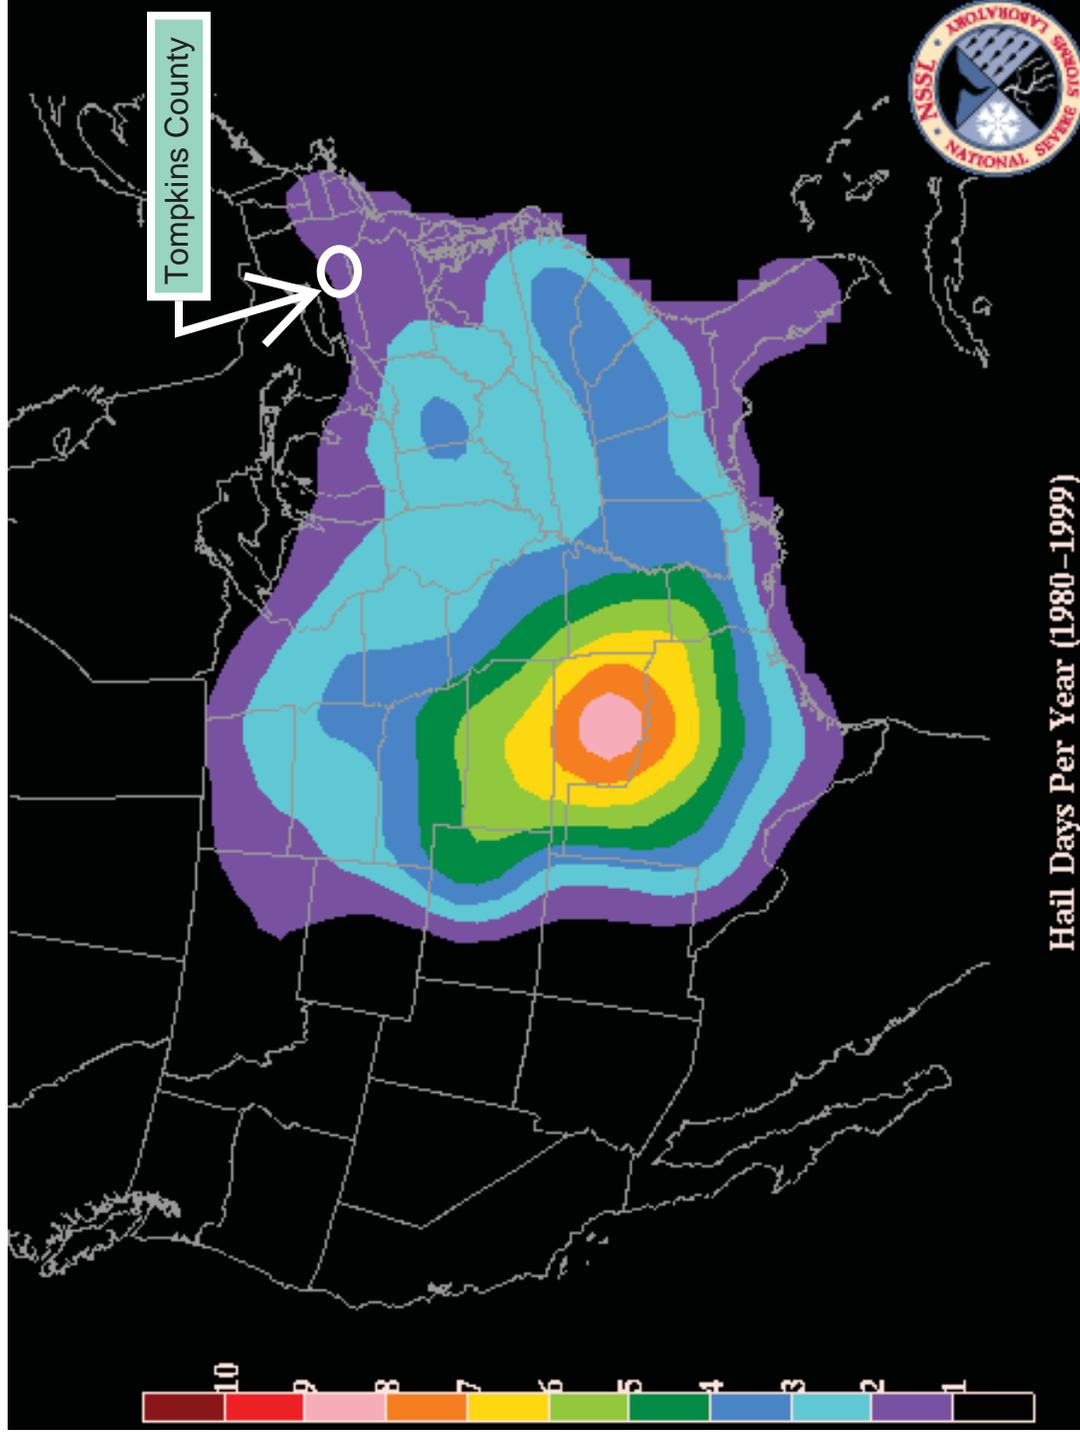 Tompkins County
NSSL
NATIONAL SEVERE STORMS LABORATORY
Hail Days Per Year (1980-1999)
10
9
8
7
6
5
4
3
2
1